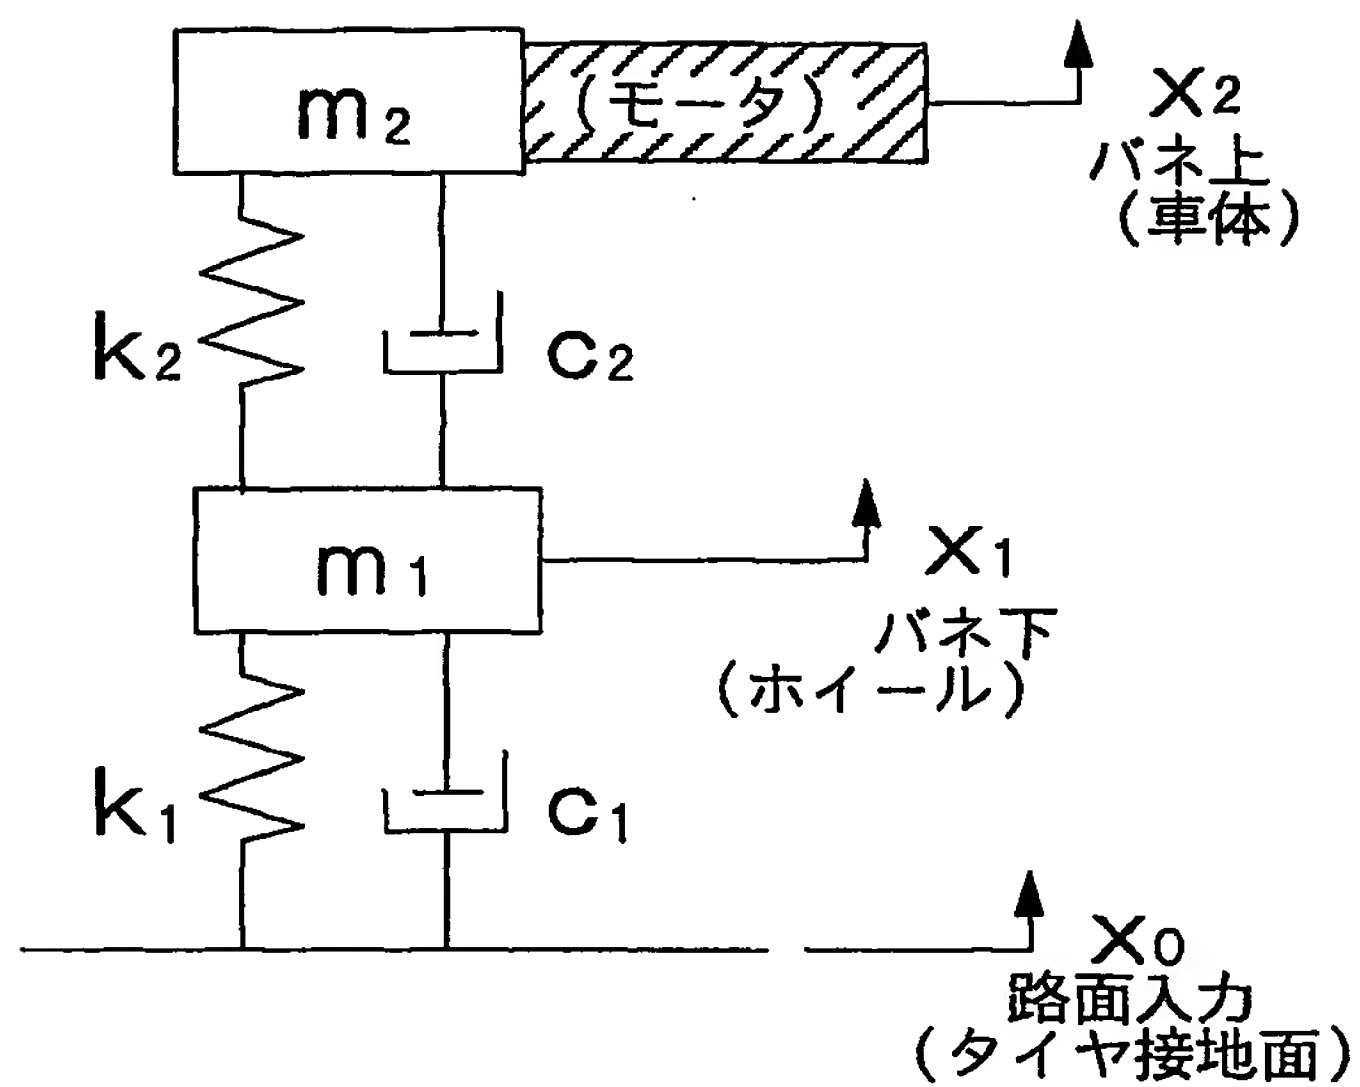 m2
(モータ)
x2
バネ上
(車体)
k2
c2
m1
x1
バネ下
(ホイール)
k1
c1
x0
路面入力
(タイヤ接地面)